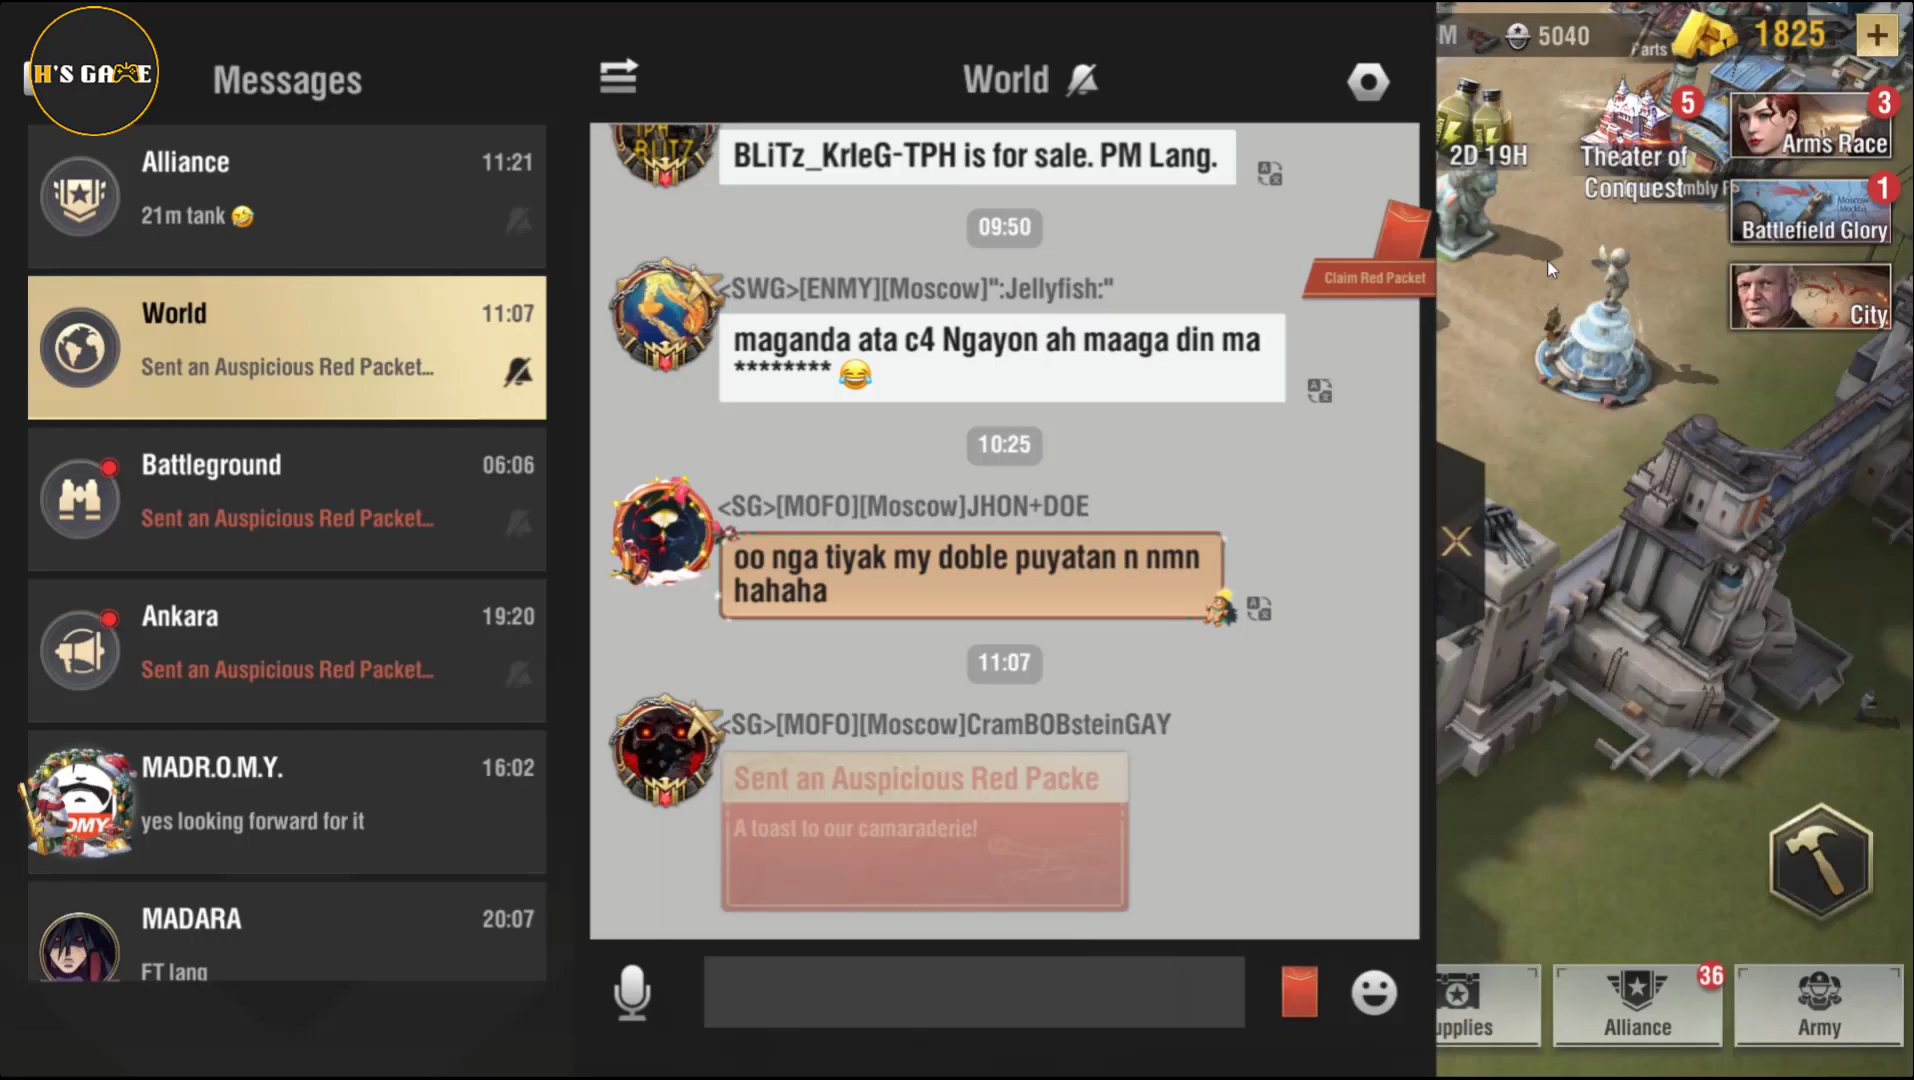 H'S GAME
Messages
Alliance
11:21
21m tank 🤣
World
11:07
Sent an Auspicious Red Packet...
Battleground
06:06
Sent an Auspicious Red Packet...
Ankara
19:20
Sent an Auspicious Red Packet...
MADR.O.M.Y.
16:02
yes looking forward for it
MADARA
20:07
FT lang
World
BLiTz_KrIeG-TPH is for sale. PM Lang.
09:50
<SWG>[ENMY][Moscow]":Jellyfish:"
maganda ata c4 Ngayon ah maaga din ma
******** 😂
10:25
<SG>[MOFO][Moscow]JHON+DOE
oo nga tiyak my doble puyatan n nmn
hahaha
11:07
<SG>[MOFO][Moscow]CramBOBsteinGAY
Sent an Auspicious Red Packe
A toast to our camaraderie!
Claim Red Packet
M
5040
1825
Parts
2D 19H
5
Theater of
Conquest
3
Arms Race
1
Battlefield Glory
City
upplies
36
Alliance
Army